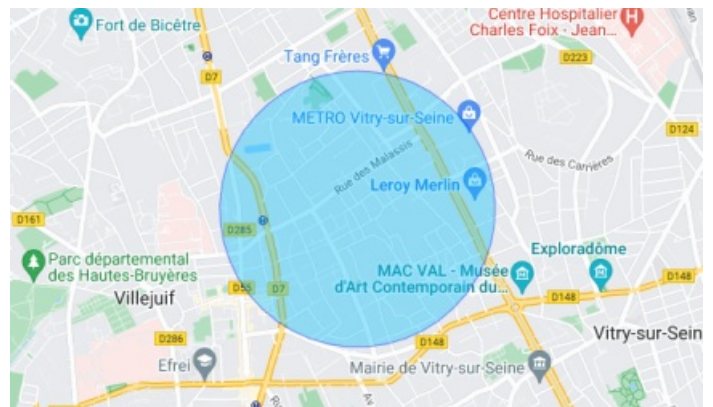 Centre Hospitalier
Charles Foix - Jean...
Fort de Bicêtre
Tang Frères
D223
D7
METRO Vitry-sur-Seine
D124
Rue des Malassis
Rue des Carrières
Leroy Merlin
D161
D285
Parc départemental
des Hautes-Bruyères
Exploradôme
MAC VAL - Musée
d'Art Contemporain du...
D148
D55
D7
D148
Villejuif
D286
D148
Vitry-sur-Sein
Efrei
Mairie de Vitry-sur-Seine
Av